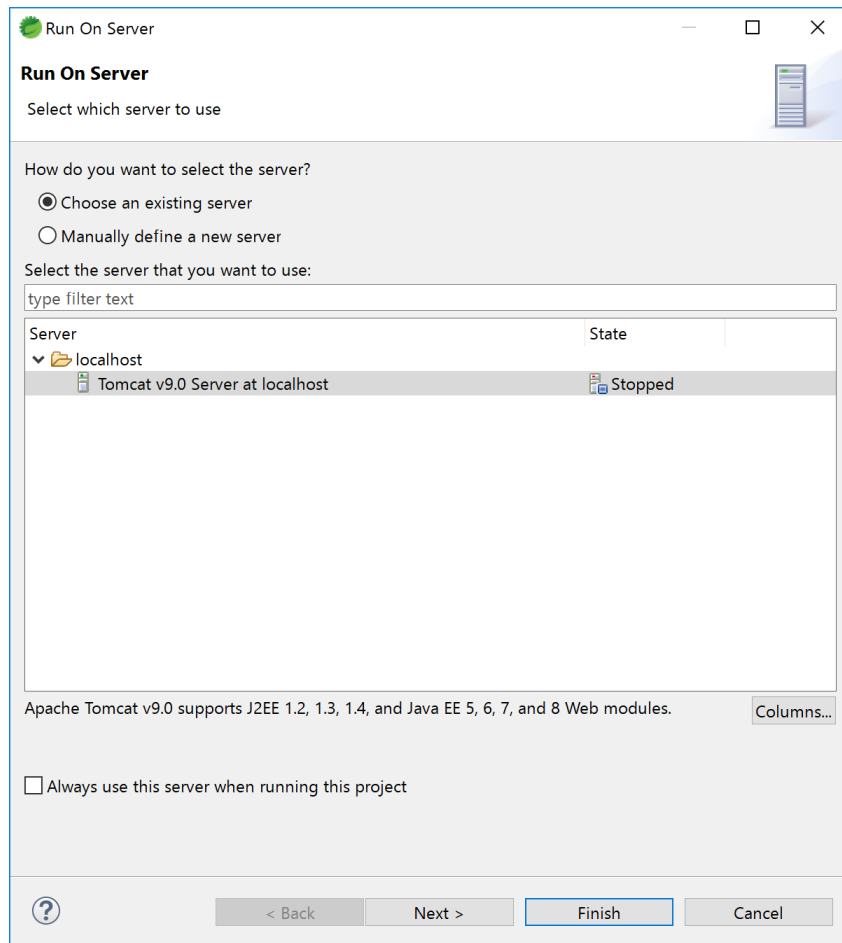 Run On Server
Run On Server
Select which server to use
How do you want to select the server?
Choose an existing server
Manually define a new server
Select the server that you want to use:
type filter text
Server State
localhost
Tomcat v9.0 Server at localhost Stopped
Apache Tomcat v9.0 supports J2EE 1.2, 1.3, 1.4, and Java EE 5, 6, 7, and 8 Web modules.
Columns...
Always use this server when running this project
? < Back Next > Finish Cancel